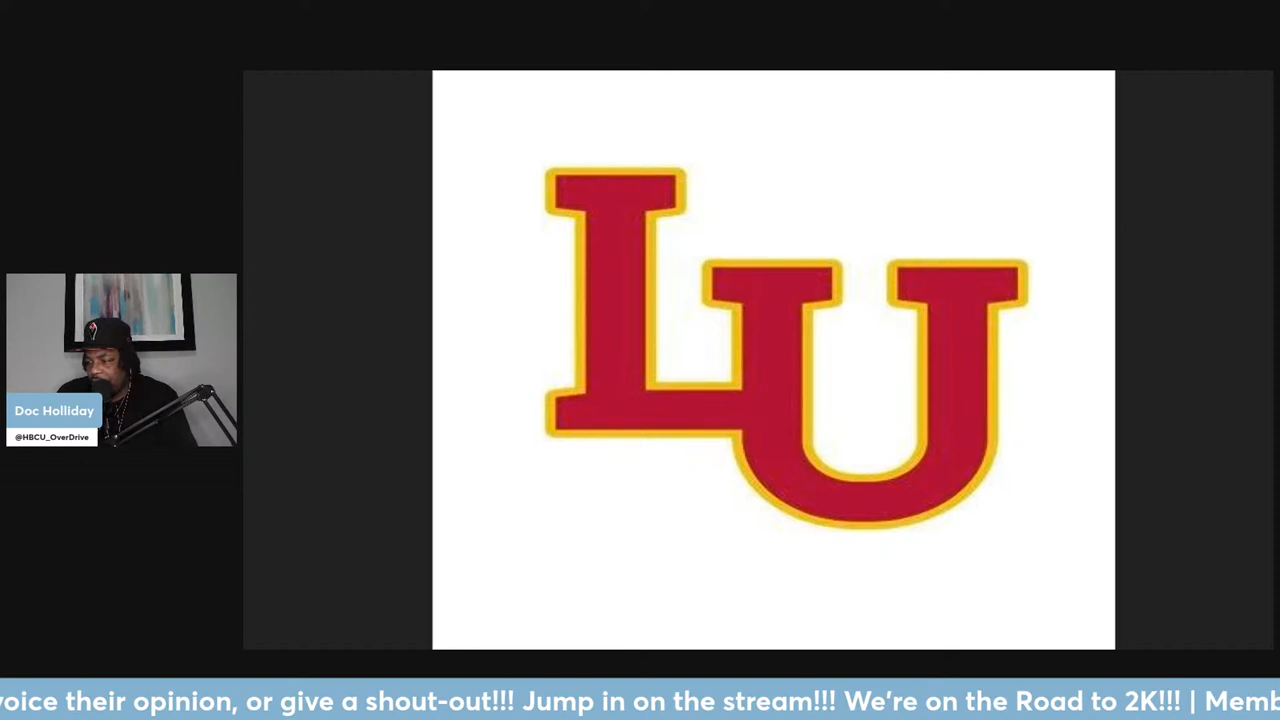 LU
Doc Holliday
@HBCU_OverDrive
voice their opinion, or give a shout-out!!! Jump in on the stream!!! We're on the Road to 2K!!! | Memb